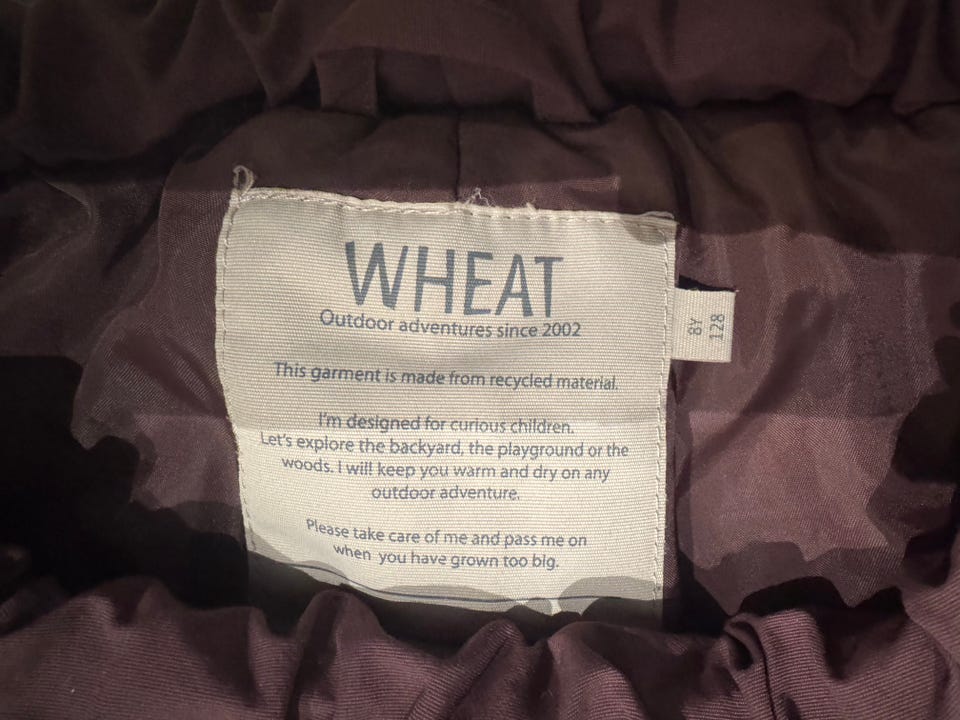 WHEAT
Outdoor adventures since 2002
This garment is made from recycled material.
I'm designed for curious children.
Let's explore the backyard, the playground or the
woods. I will keep you warm and dry on any
outdoor adventure.
Please take care of me and pass me on
when you have grown too big.
8Y
128